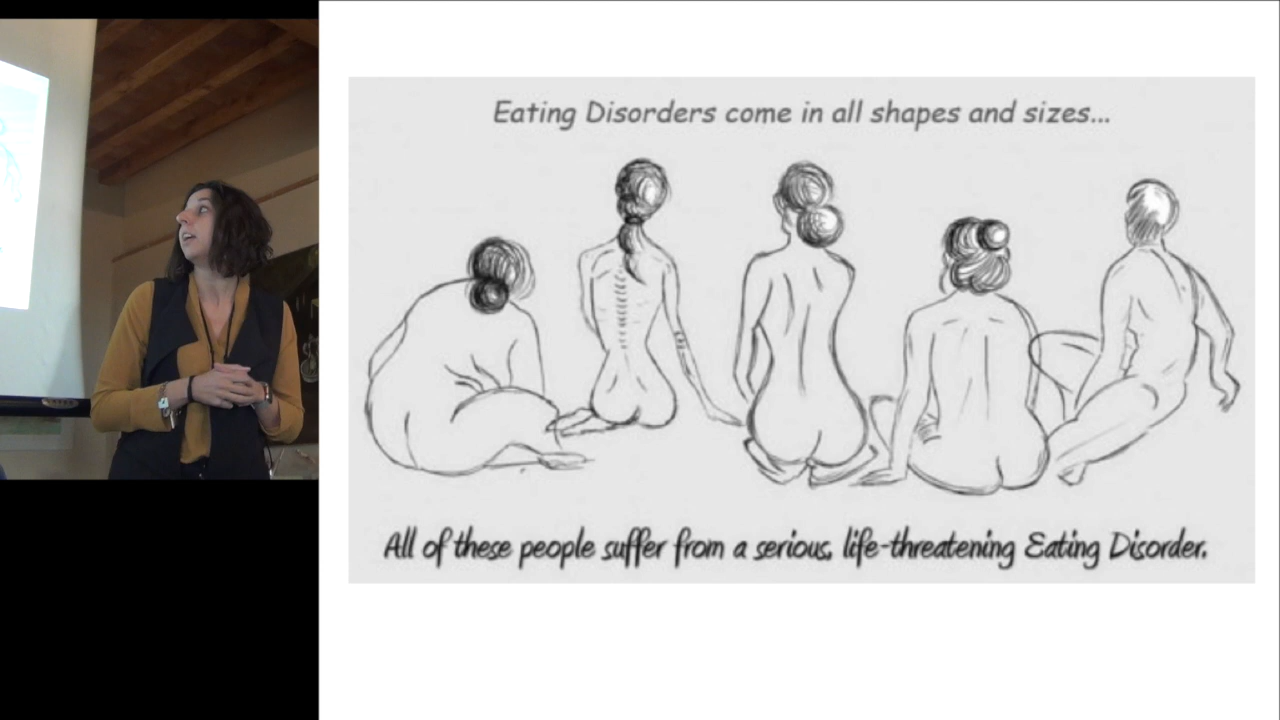 Eating Disorders come in all shapes and sizes...
All of these people suffer from a serious, life-threatening Eating Disorder.